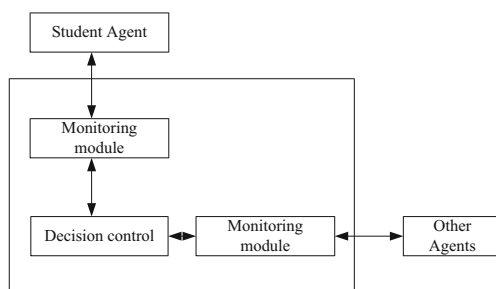 Student Agent
Monitoring
module
Decision control
Monitoring
module
Other
Agents